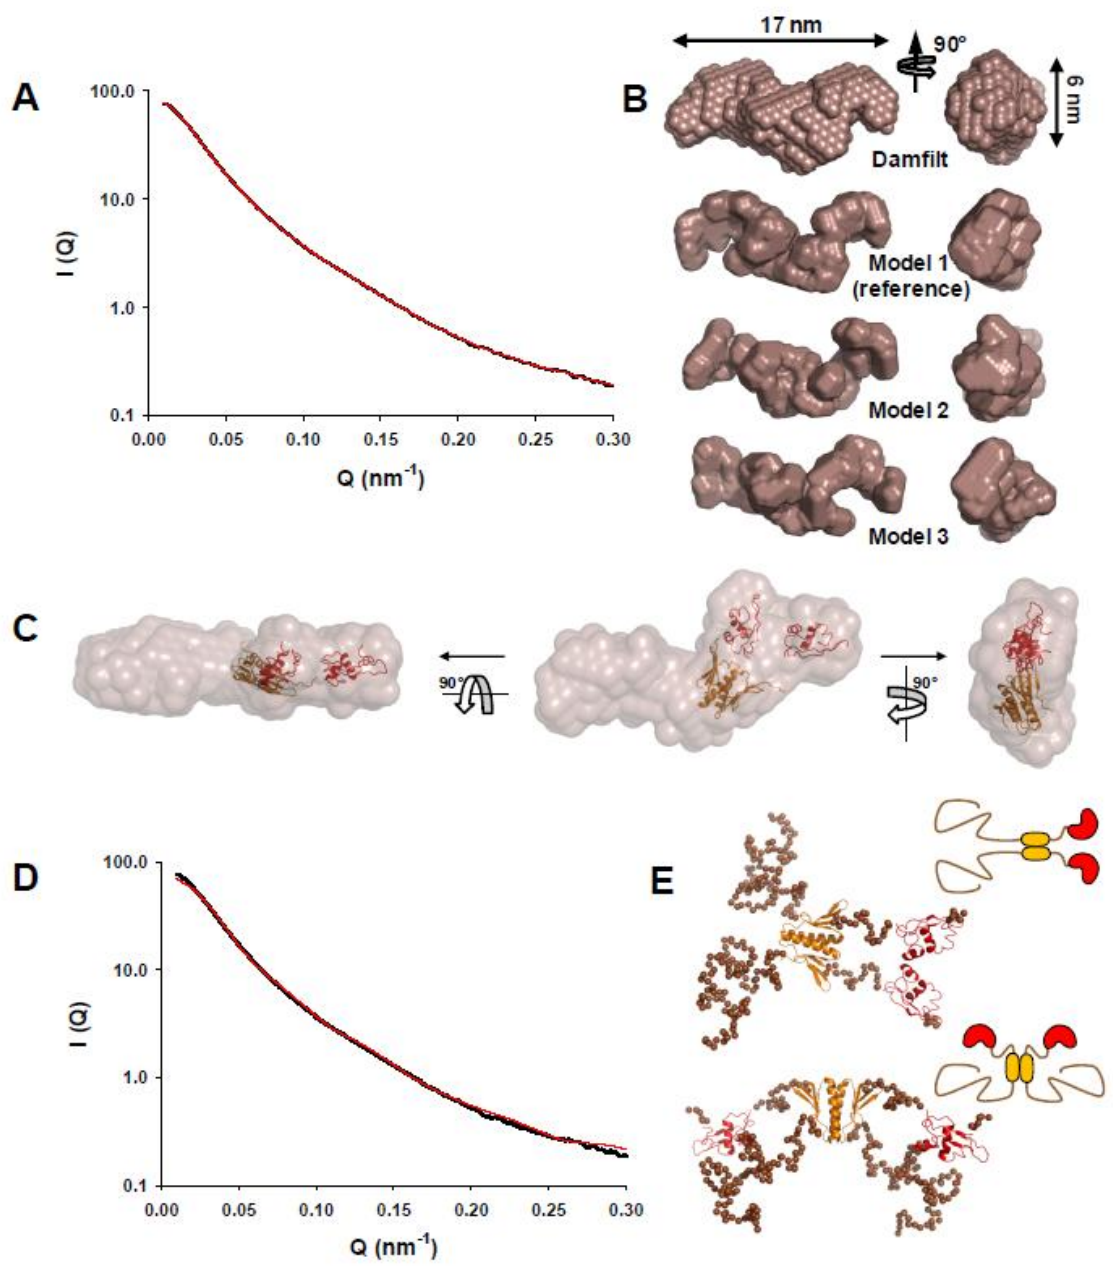 A
100.0
10.0
1.0
0.1
I (Q)
0.00 0.05 0.10 0.15 0.20 0.25 0.30
Q (nm-1)
B
17 nm
90°
6 nm
Damfilt
Model 1
(reference)
Model 2
Model 3
C
90°
90°
D
100.0
10.0
1.0
0.1
I (Q)
0.00 0.05 0.10 0.15 0.20 0.25 0.30
Q (nm-1)
E